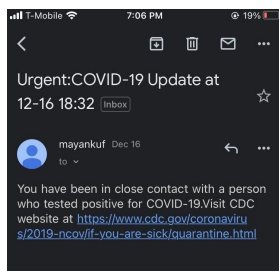 T-Mobile 7:06 PM 19%
Urgent:COVID-19 Update at
12-16 18:32 Inbox
mayankuf Dec 16
to
You have been in close contact with a person
who tested positive for COVID-19.Visit CDC
website at https://www.cdc.gov/coronaviru
s/2019-ncov/if-you-are-sick/quarantine.html